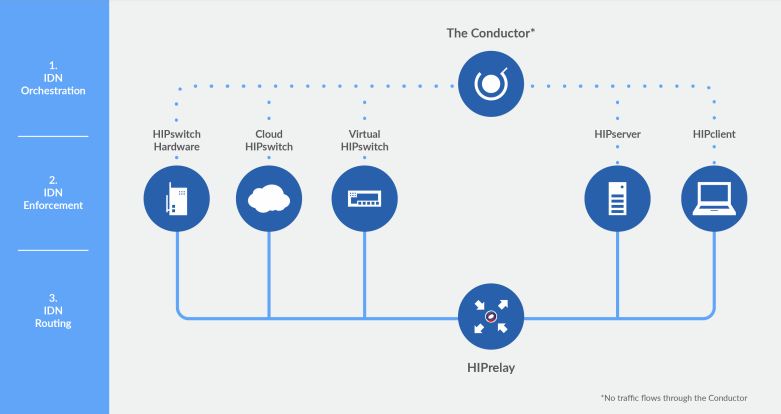 The Conductor*
1.
IDN
Orchestration
HIPswitch
Hardware
Cloud
HIPswitch
Virtual
HIPswitch
HIPserver
HIPclient
2.
IDN
Enforcement
3.
IDN
Routing
HIPrelay
*No traffic flows through the Conductor